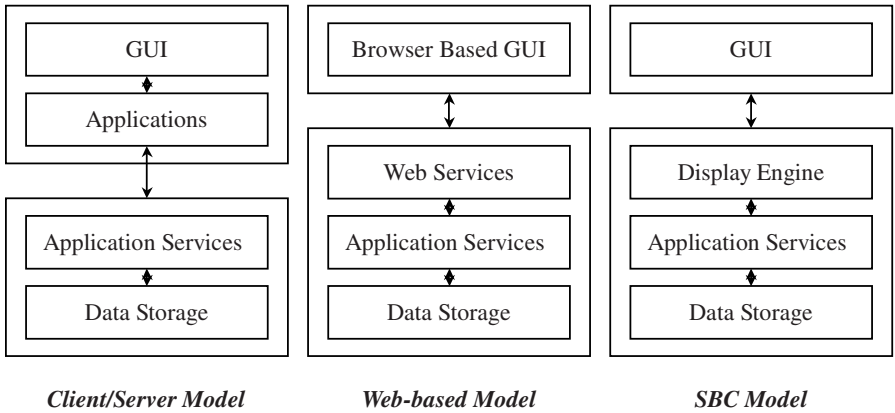 GUI
Applications
Application Services
Data Storage
Client/Server Model
Browser Based GUI
Web Services
Application Services
Data Storage
Web-based Model
GUI
Display Engine
Application Services
Data Storage
SBC Model